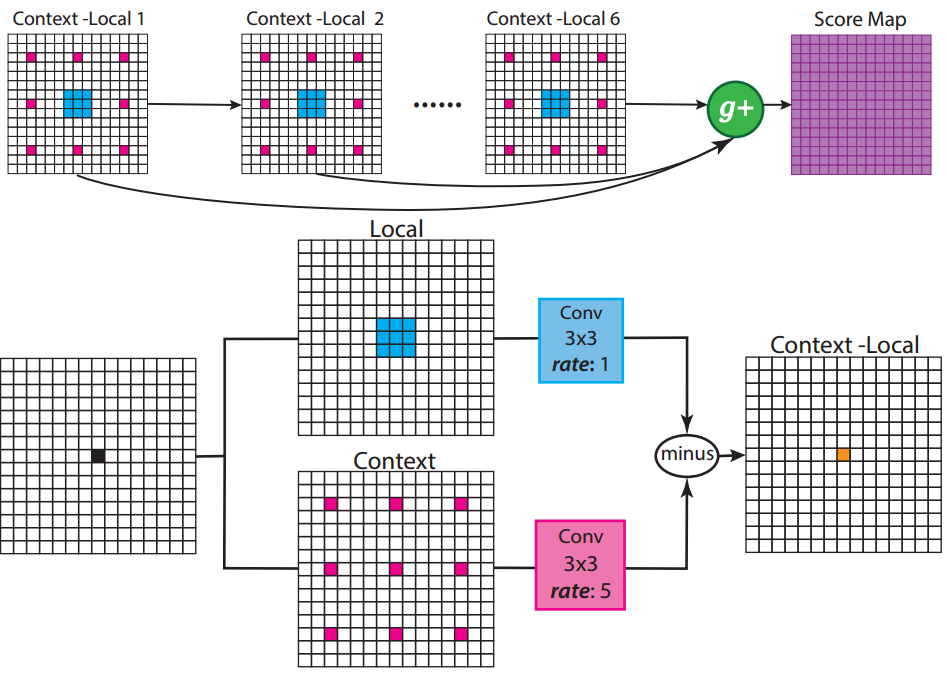 Context -Local 1
Context -Local 2
Context -Local 6
Score Map
......
g+
Local
Conv
3x3
rate: 1
Context -Local
minus
Context
Conv
3x3
rate: 5